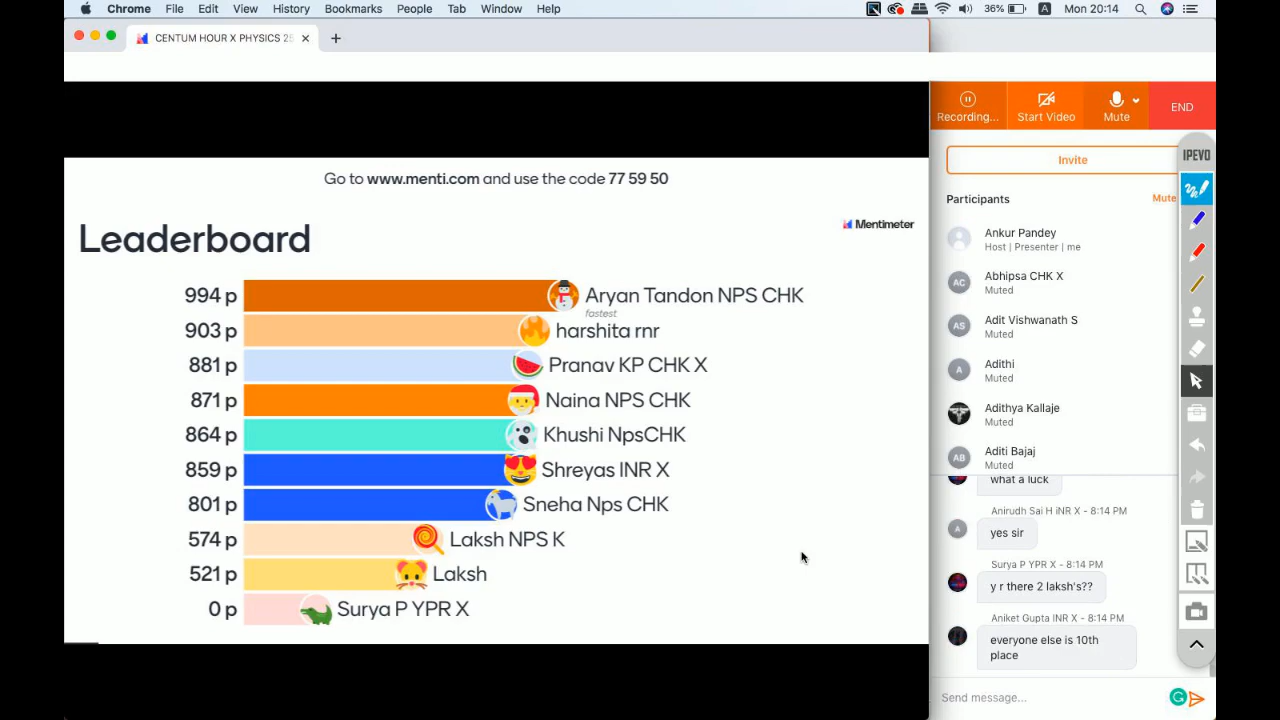 Chrome File Edit View History Bookmarks People Tab Window Help
36% A Mon 20:14
CENTUM HOUR X PHYSICS 25
Go to www.menti.com and use the code 77 59 50
Leaderboard
Mentimeter
994 p Aryan Tandon NPS CHK
fastest
903 p harshita rnr
881 p Pranav KP CHK X
871 p Naina NPS CHK
864 p Khushi NpsCHK
859 p Shreyas INR X
801 p Sneha Nps CHK
574 p Laksh NPS K
521 p Laksh
0 p Surya P YPR X
Recording... Start Video Mute END
Invite
IPEVO
Participants Mute
Ankur Pandey
Host | Presenter | me
AC Abhipsa CHK X
Muted
AS Adit Vishwanath S
Muted
A Adithi
Muted
Adithya Kallaje
Muted
AB Aditi Bajaj
Muted
what a luck
Anirudh Sai H iNR X - 8:14 PM
A yes sir
Surya P YPR X - 8:14 PM
y r there 2 laksh's??
Aniket Gupta INR X - 8:14 PM
everyone else is 10th
place
Send message...